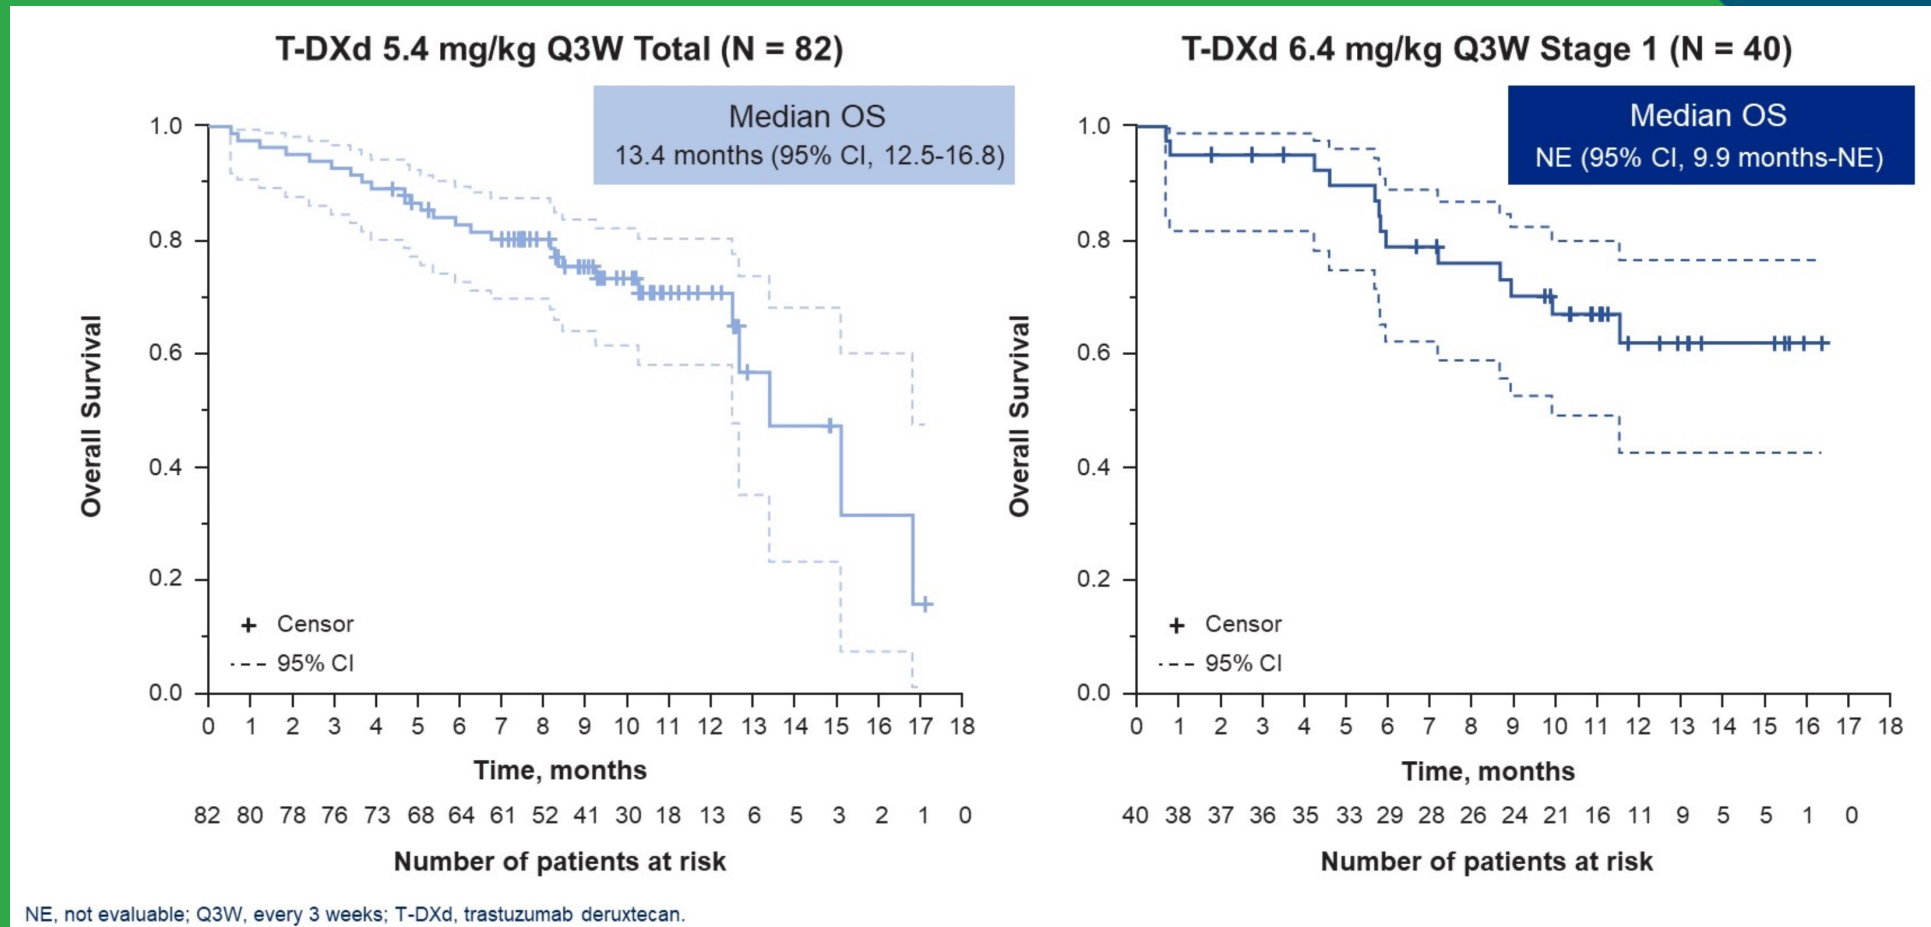 T-DXd 5.4 mg/kg Q3W Total (N = 82)
Median OS
13.4 months (95% CI, 12.5-16.8)
1.0
0.8
0.6
0.4
0.2
0.0
Overall Survival
+ Censor
--- 95% CI
0 1 2 3 4 5 6 7 8 9 10 11 12 13 14 15 16 17 18
Time, months
82 80 78 76 73 68 64 61 52 41 30 18 13 6 5 3 2 1 0
Number of patients at risk
T-DXd 6.4 mg/kg Q3W Stage 1 (N = 40)
Median OS
NE (95% CI, 9.9 months-NE)
1.0
0.8
0.6
0.4
0.2
0.0
Overall Survival
+ Censor
--- 95% CI
0 1 2 3 4 5 6 7 8 9 10 11 12 13 14 15 16 17 18
Time, months
40 38 37 36 35 33 29 28 26 24 21 16 11 9 5 5 1 0
Number of patients at risk
NE, not evaluable; Q3W, every 3 weeks; T-DXd, trastuzumab deruxtecan.